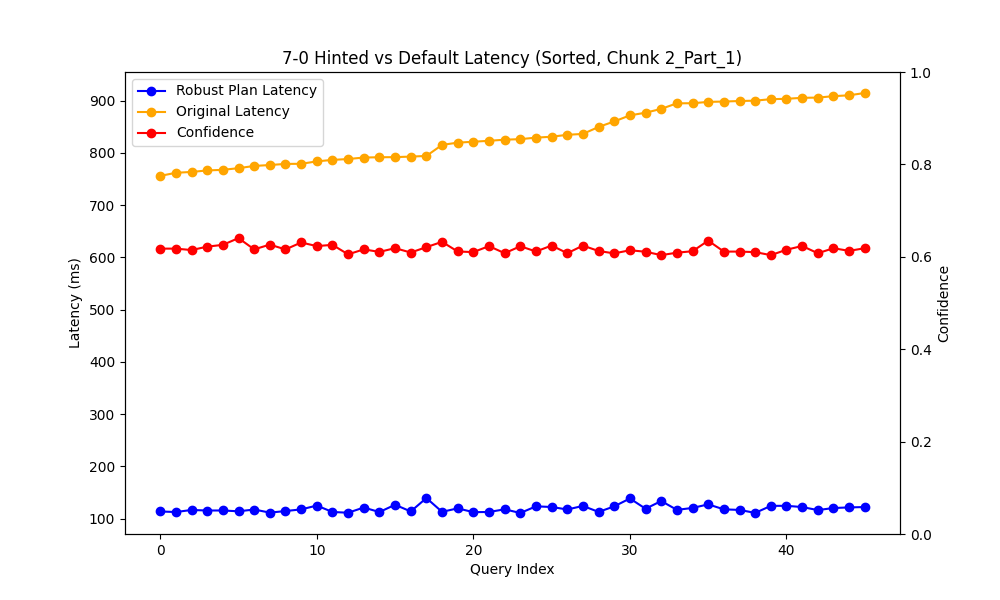 7-0 Hinted vs Default Latency (Sorted, Chunk 2_Part_1)
Robust Plan Latency
Original Latency
Confidence
Latency (ms)
900
800
700
600
500
400
300
200
100
1.0
0.8
0.6
0.4
0.2
0.0
Confidence
0
10
20
30
40
Query Index